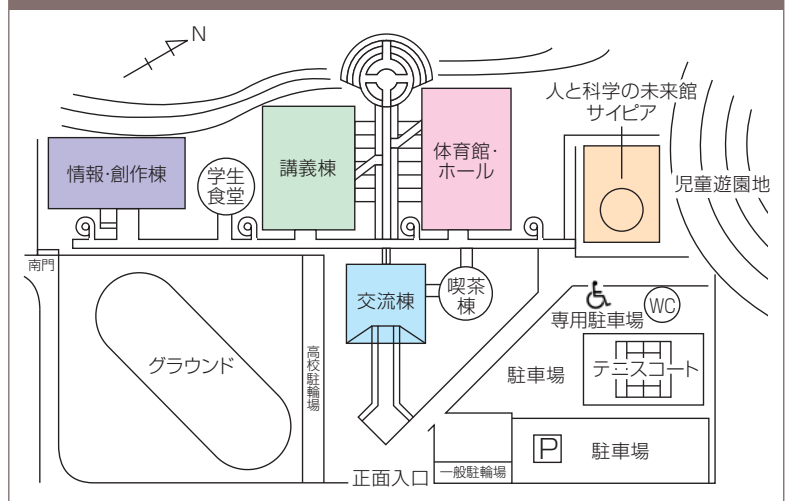 N
人と科学の未来館
サイピア
情報・創作棟
学生
食堂
講義棟
体育館・
ホール
児童遊園地
南門
交流棟
喫茶
棟
専用駐車場
WC
グラウンド
高校駐輪場
駐車場
テニスコート
P
駐車場
正面入口
一般駐輪場